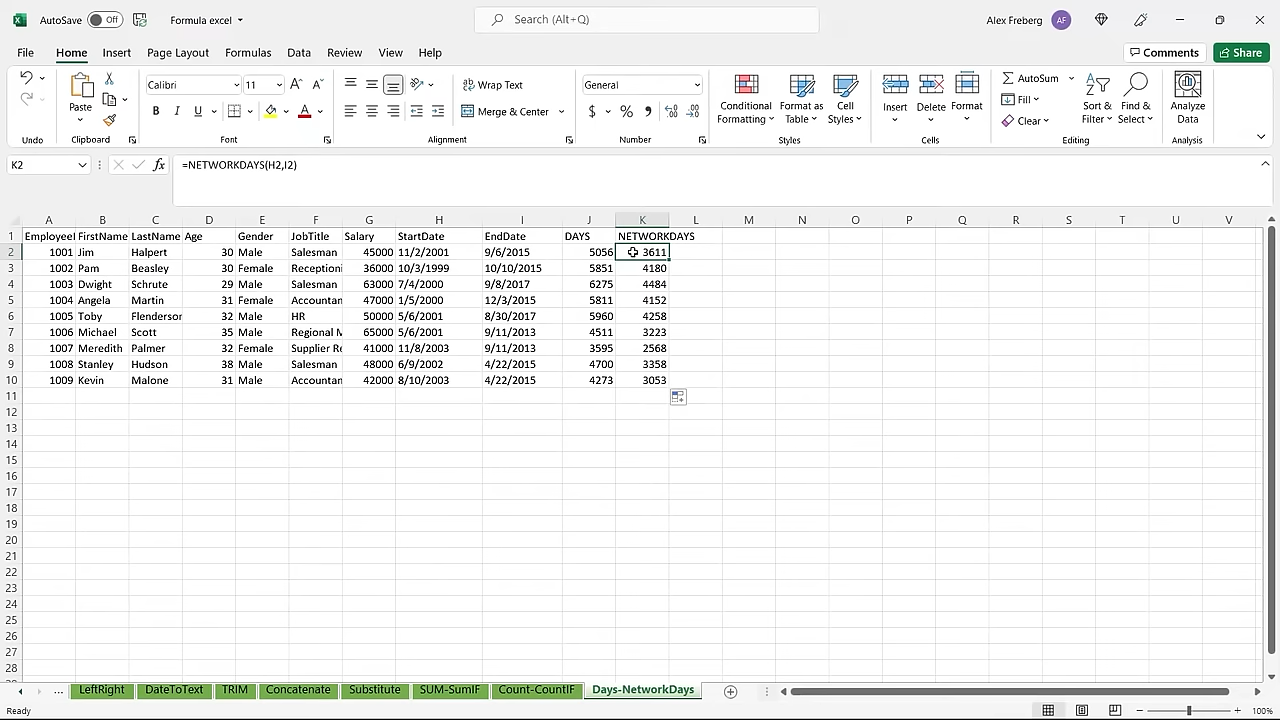 AutoSave Off Formula excel Search (Alt+Q) Alex Freberg AF
File Home Insert Page Layout Formulas Data Review View Help Comments Share
Paste Calibri 11 A A B I U A ab Wrap Text Merge & Center General $ % 9 Conditional Formatting Format as Table Cell Styles Insert Delete Format AutoSum Fill Clear Sort & Filter Find & Select Analyze Data
Undo Clipboard Font Alignment Number Styles Cells Editing Analysis
K2 fx =NETWORKDAYS(H2,I2)
A B C D E F G H I J K L M N O P Q R S T U V
1 EmployeeI FirstName LastName Age Gender JobTitle Salary StartDate EndDate DAYS NETWORKDAYS
2 1001 Jim Halpert 30 Male Salesman 45000 11/2/2001 9/6/2015 5056 3611
3 1002 Pam Beasley 30 Female Receptioni 36000 10/3/1999 10/10/2015 5851 4180
4 1003 Dwight Schrute 29 Male Salesman 63000 7/4/2000 9/8/2017 6275 4484
5 1004 Angela Martin 31 Female Accountan 47000 1/5/2000 12/3/2015 5811 4152
6 1005 Toby Flenderson 32 Male HR 50000 5/6/2001 8/30/2017 5960 4258
7 1006 Michael Scott 35 Male Regional M 65000 5/6/2001 9/11/2013 4511 3223
8 1007 Meredith Palmer 32 Female Supplier Re 41000 11/8/2003 9/11/2013 3595 2568
9 1008 Stanley Hudson 38 Male Salesman 48000 6/9/2002 4/22/2015 4700 3358
10 1009 Kevin Malone 31 Male Accountan 42000 8/10/2003 4/22/2015 4273 3053
11
12
13
14
15
16
17
18
19
20
21
22
23
24
25
26
27
28
... LeftRight DateToText TRIM Concatenate Substitute SUM-SumIF Count-CountIF Days-NetworkDays
Ready 100%